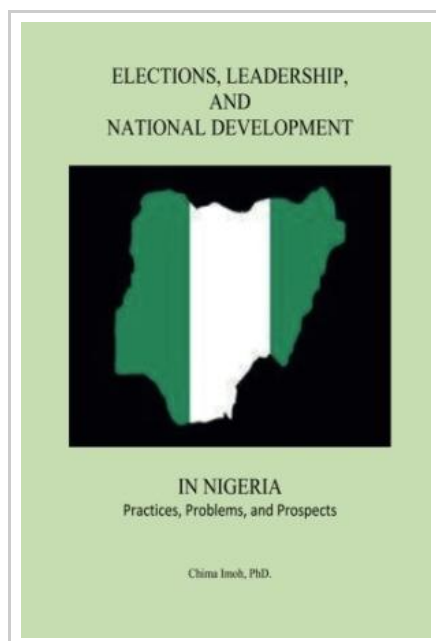 ELECTIONS, LEADERSHIP,
AND
NATIONAL DEVELOPMENT
IN NIGERIA
Practices, Problems, and Prospects
Chima Imoh, PhD.